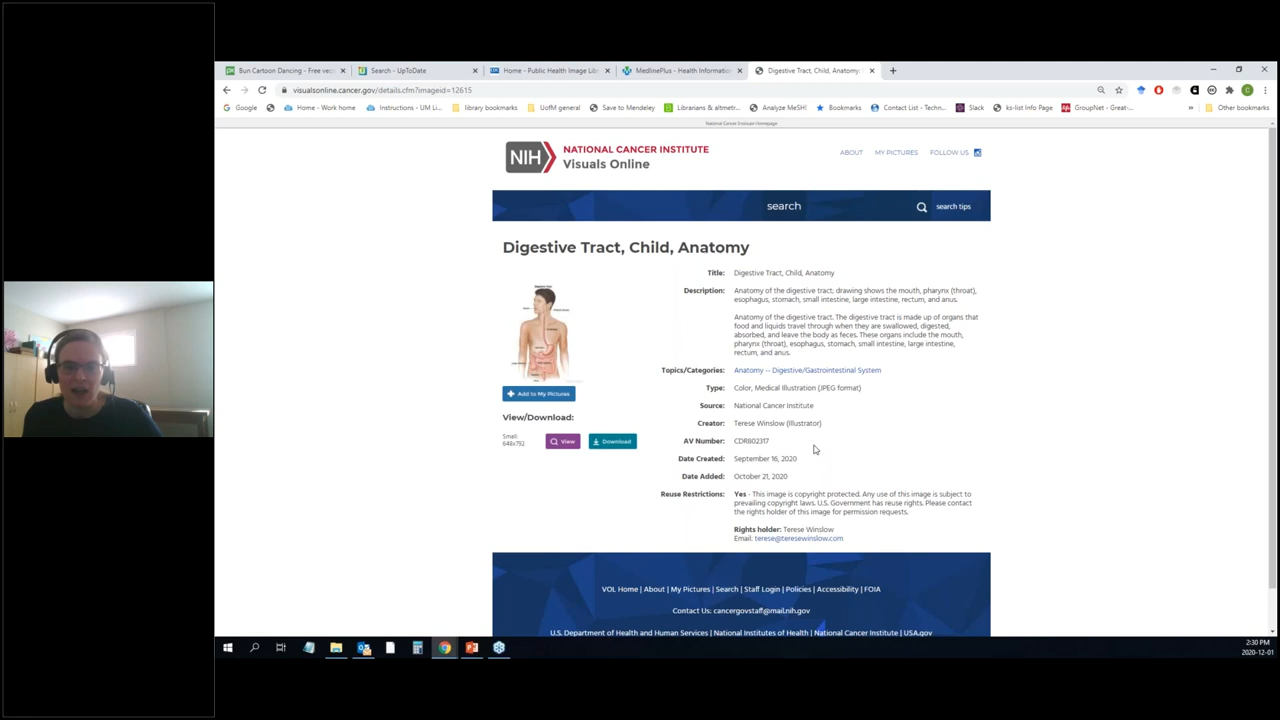 Bun Cartoon Dancing - Free vec
Search - UpToDate
Home - Public Health Image Lib
MedlinePlus - Health Information
Digestive Tract, Child, Anatomy:
visualsonline.cancer.gov/details.cfm?imageid=12615
Google
Home - Work home
Instructions - UM Li
library bookmarks
UofM general
Save to Mendeley
Librarians & altmetr...
Analyze MeSH!
Bookmarks
Contact List - Techn...
Slack
ks-list Info Page
GroupNet - Great-...
Other bookmarks
National Cancer Institute Homepage
NIH
NATIONAL CANCER INSTITUTE
Visuals Online
ABOUT
MY PICTURES
FOLLOW US
search
search tips
Digestive Tract, Child, Anatomy
Title: Digestive Tract, Child, Anatomy
Description: Anatomy of the digestive tract; drawing shows the mouth, pharynx (throat),
esophagus, stomach, small intestine, large intestine, rectum, and anus.
Anatomy of the digestive tract. The digestive tract is made up of organs that
food and liquids travel through when they are swallowed, digested,
absorbed, and leave the body as feces. These organs include the mouth,
pharynx (throat), esophagus, stomach, small intestine, large intestine,
rectum, and anus.
Topics/Categories: Anatomy -- Digestive/Gastrointestinal System
Type: Color, Medical Illustration (JPEG format)
Source: National Cancer Institute
Creator: Terese Winslow (Illustrator)
AV Number: CDR802317
Date Created: September 16, 2020
Date Added: October 21, 2020
Reuse Restrictions: Yes - This image is copyright protected. Any use of this image is subject to
prevailing copyright laws. U.S. Government has reuse rights. Please contact
the rights holder of this image for permission requests.
Rights holder: Terese Winslow
Email: terese@teresewinslow.com
Add to My Pictures
View/Download:
Small:
648x792
View
Download
VOL Home | About | My Pictures | Search | Staff Login | Policies | Accessibility | FOIA
Contact Us: cancergovstaff@mail.nih.gov
U.S. Department of Health and Human Services | National Institutes of Health | National Cancer Institute | USA.gov
2:30 PM
2020-12-01